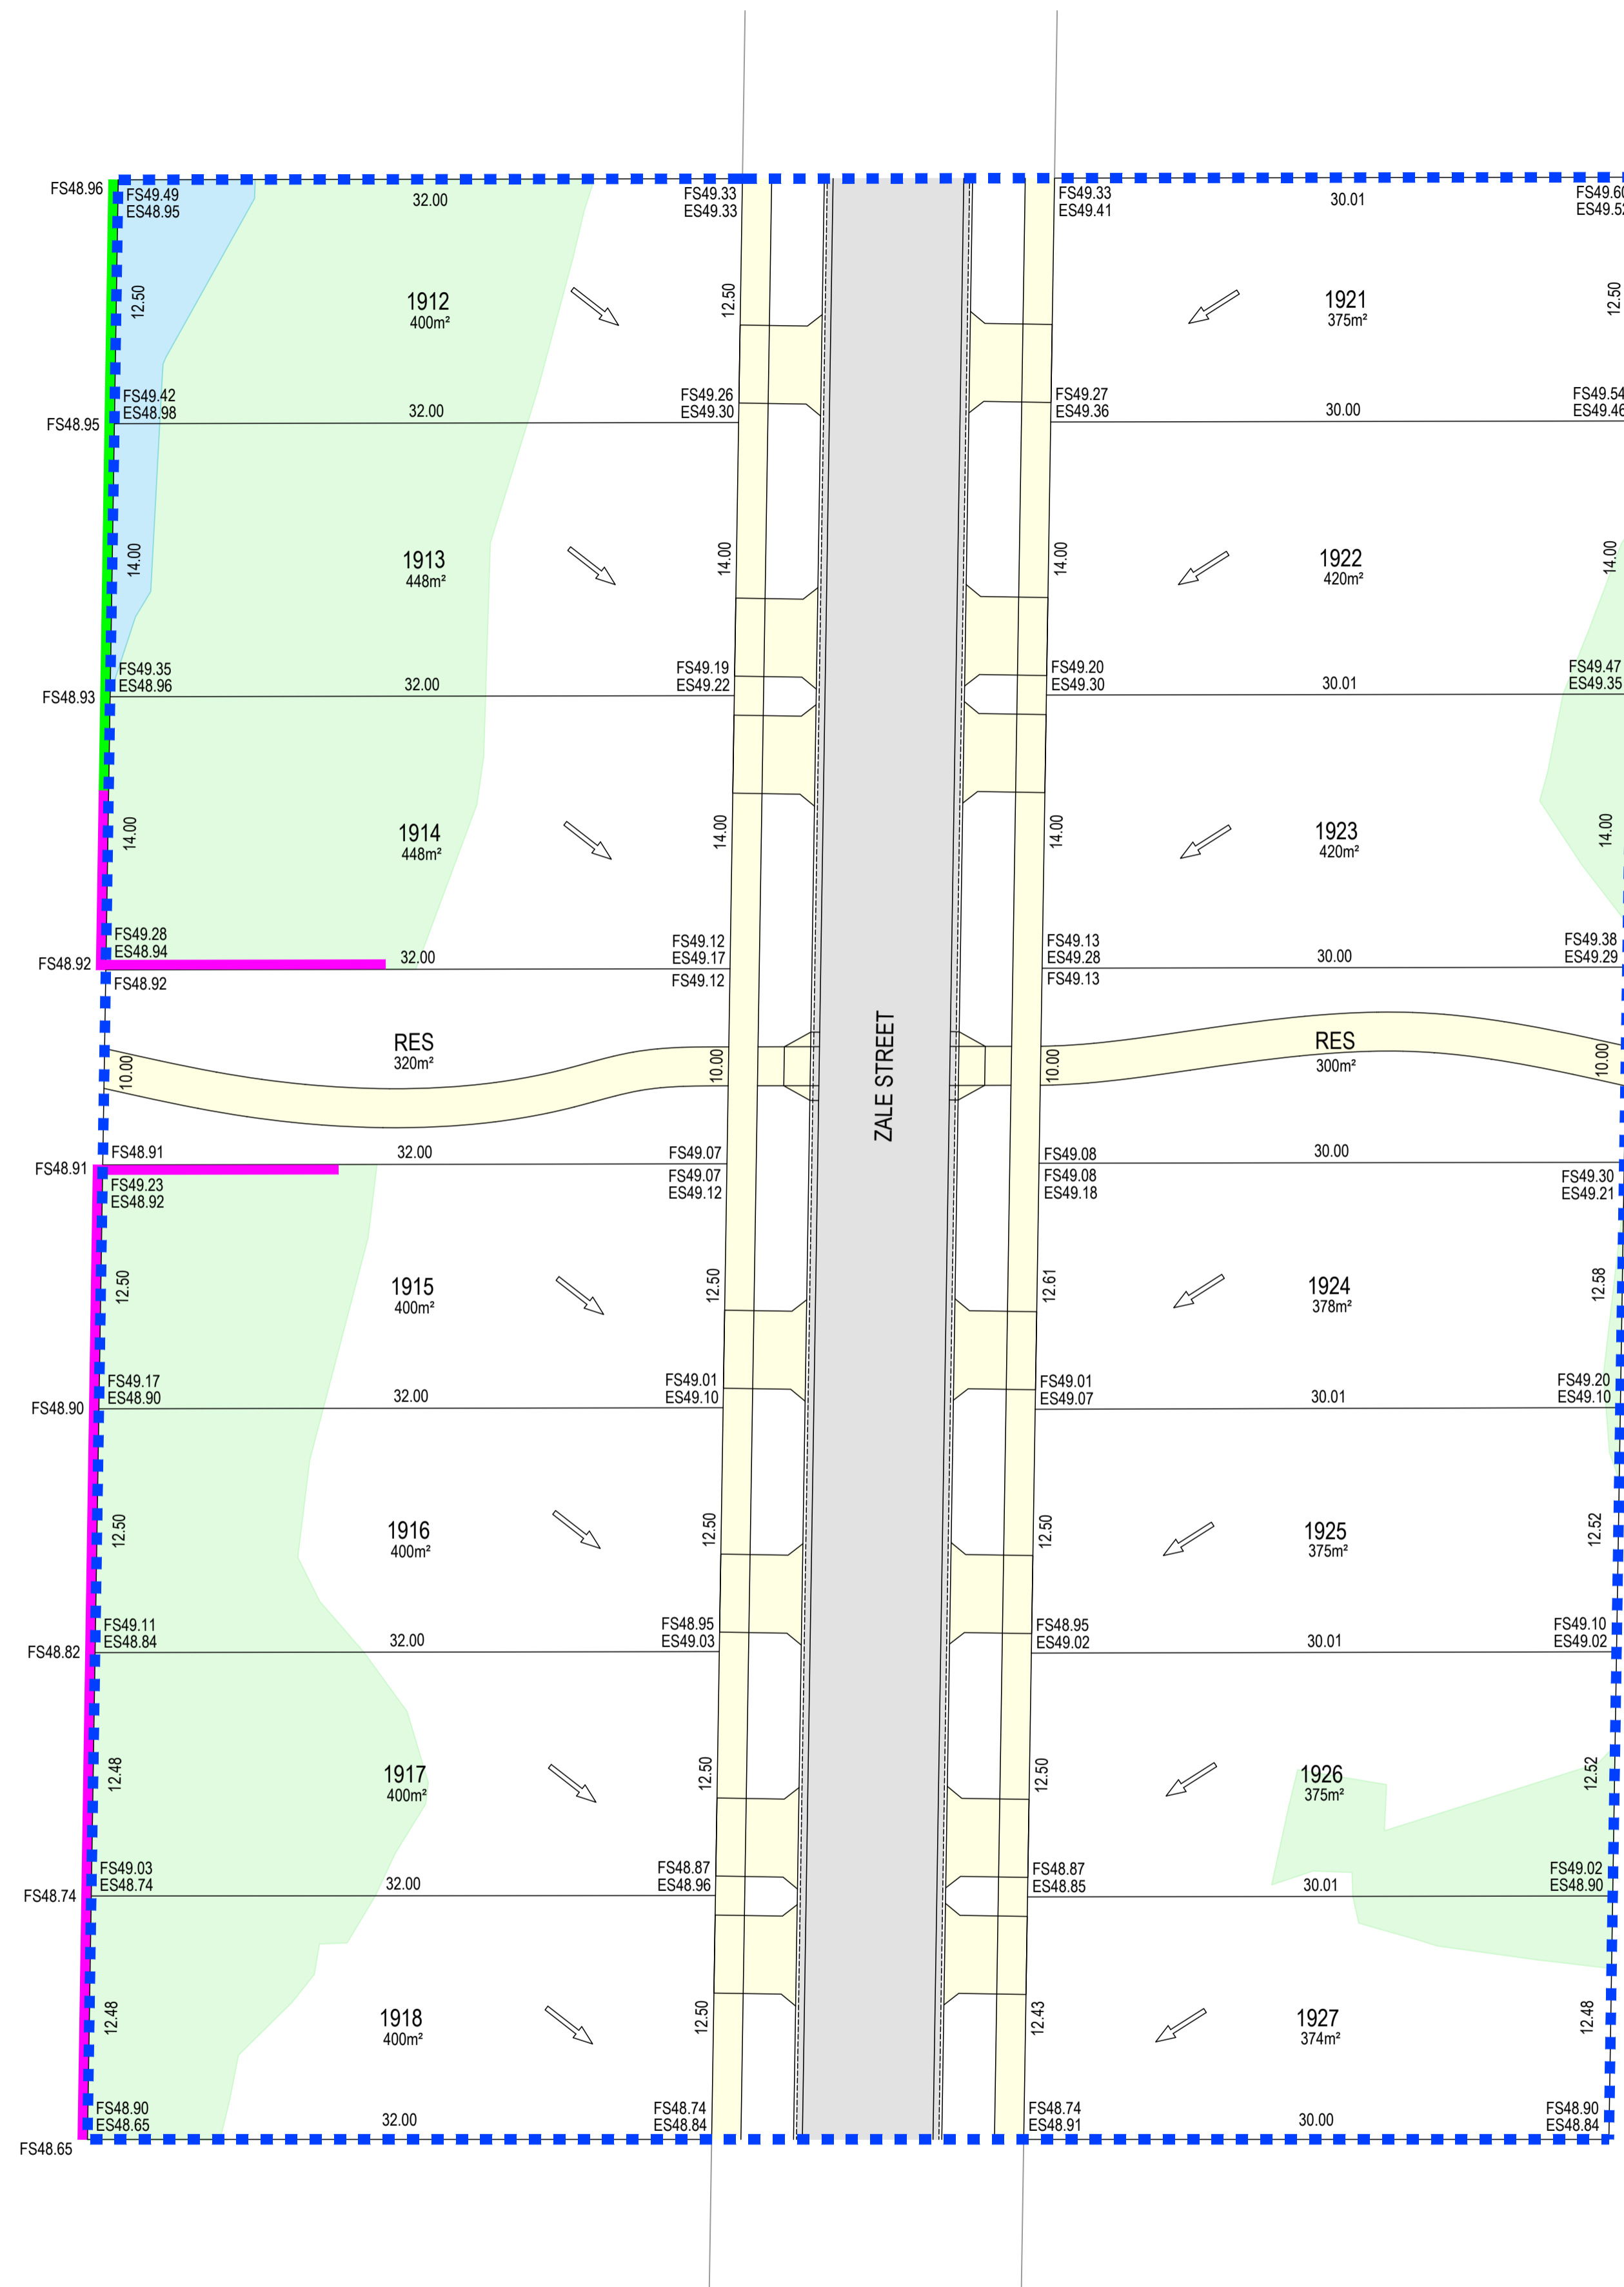 FS48.96
FS49.49
ES48.95
32.00
FS49.33
ES49.33
FS49.33
ES49.41
30.01
FS49.60
ES49.52
12.50
1912
400m²
12.50
1921
375m²
12.50
FS48.95
FS49.42
ES48.98
32.00
FS49.26
ES49.30
FS49.27
ES49.36
30.00
FS49.54
ES49.46
14.00
1913
448m²
14.00
14.00
1922
420m²
14.00
FS48.93
FS49.35
ES48.96
32.00
FS49.19
ES49.22
FS49.20
ES49.30
30.01
FS49.47
ES49.35
14.00
1914
448m²
14.00
14.00
1923
420m²
14.00
FS48.92
FS49.28
ES48.94
32.00
FS49.12
ES49.17
FS49.13
ES49.28
30.00
FS49.38
ES49.29
FS48.92
FS49.12
FS49.13
10.00
RES
320m²
10.00
ZALE STREET
10.00
RES
300m²
10.00
FS48.91
FS48.91
32.00
FS49.07
FS49.08
30.00
FS49.23
ES48.92
FS49.07
ES49.12
FS49.08
ES49.18
FS49.30
ES49.21
12.50
1915
400m²
12.50
12.61
1924
378m²
12.58
FS48.90
FS49.17
ES48.90
32.00
FS49.01
ES49.10
FS49.01
ES49.07
30.01
FS49.20
ES49.10
12.50
1916
400m²
12.50
12.50
1925
375m²
12.52
FS48.82
FS49.11
ES48.84
32.00
FS48.95
ES49.03
FS48.95
ES49.02
30.01
FS49.10
ES49.02
12.48
1917
400m²
12.50
12.50
1926
375m²
12.52
FS48.74
FS49.03
ES48.74
32.00
FS48.87
ES48.96
FS48.87
ES48.85
30.01
FS49.02
ES48.90
12.48
1918
400m²
12.50
12.43
1927
374m²
12.48
FS48.65
FS48.90
ES48.65
32.00
FS48.74
ES48.84
FS48.74
ES48.91
30.00
FS48.90
ES48.84